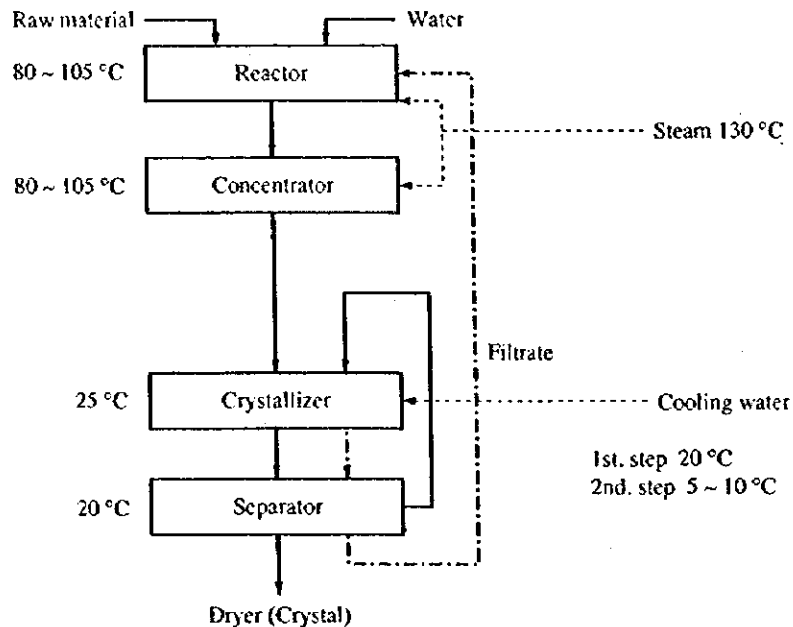 Raw material
Water
80 ~ 105 °C
Reactor
Steam 130 °C
80 ~ 105 °C
Concentrator
Filtrate
25 °C
Crystallizer
Cooling water
1st. step 20 °C
2nd. step 5 ~ 10 °C
20 °C
Separator
Dryer (Crystal)